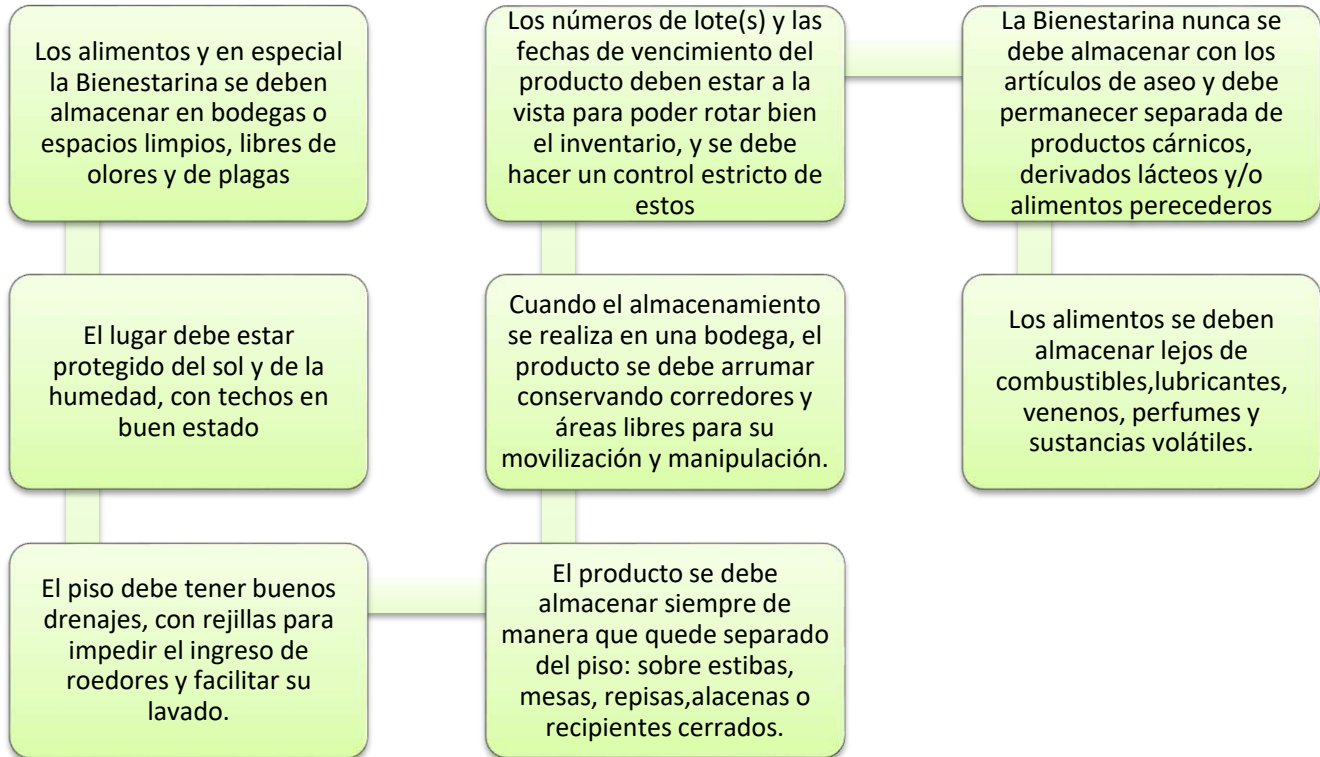 Los alimentos y en especial
la Bienestarina se deben
almacenar en bodegas o
espacios limpios, libres de
olores y de plagas
El lugar debe estar
protegido del sol y de la
humedad, con techos en
buen estado
El piso debe tener buenos
drenajes, con rejillas para
impedir el ingreso de
roedores y facilitar su
lavado.
El producto se debe
almacenar siempre de
manera que quede separado
del piso: sobre estibas,
mesas, repisas,alacenas o
recipientes cerrados.
Cuando el almacenamiento
se realiza en una bodega, el
producto se debe arrumar
conservando corredores y
áreas libres para su
movilización y manipulación.
Los números de lote(s) y las
fechas de vencimiento del
producto deben estar a la
vista para poder rotar bien
el inventario, y se debe
hacer un control estricto de
estos
La Bienestarina nunca se
debe almacenar con los
artículos de aseo y debe
permanecer separada de
productos cárnicos,
derivados lácteos y/o
alimentos perecederos
Los alimentos se deben
almacenar lejos de
combustibles,lubricantes,
venenos, perfumes y
sustancias volátiles.